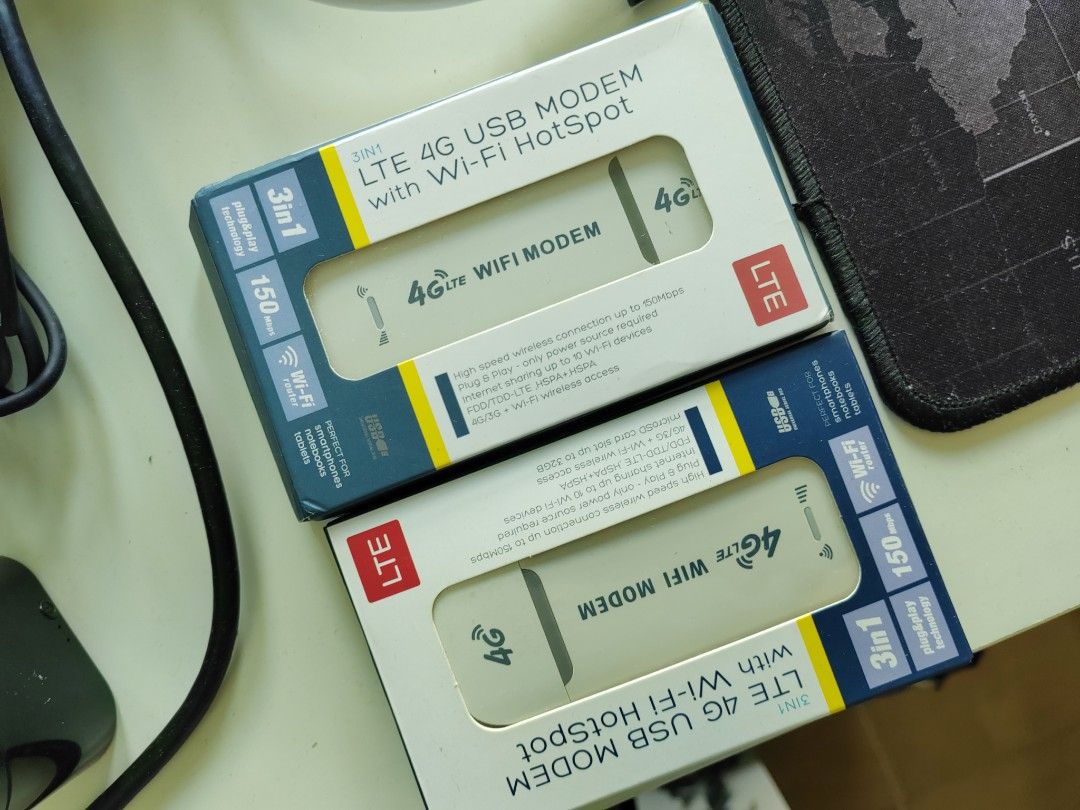 3IN1
LTE 4G USB MODEM
with Wi-Fi HotSpot
3in1
plug&play
technology
150 Mbps
Wi-Fi
router
PERFECT FOR
smartphones
notebooks
tablets
4G LTE WIFI MODEM
4G
LTE
High speed wireless connection up to 150Mbps
Plug & Play - only power source required
Internet sharing up to 10 Wi-Fi devices
FDD/TDD-LTE ,HSPA+,HSPA
4G/3G + Wi-Fi wireless access
3IN1
LTE 4G USB MODEM
with Wi-Fi HotSpot
3in1
plug&play
technology
150 Mbps
Wi-Fi
router
USB
PERFECT FOR
smartphones
notebooks
tablets
4G LTE WIFI MODEM
4G
LTE
High speed wireless connection up to 150Mbps
Plug & Play - only power source required
Internet sharing up to 10 Wi-Fi devices
FDD/TDD-LTE ,HSPA+,HSPA
4G/3G + Wi-Fi wireless access
microSD card slot up to 32GB